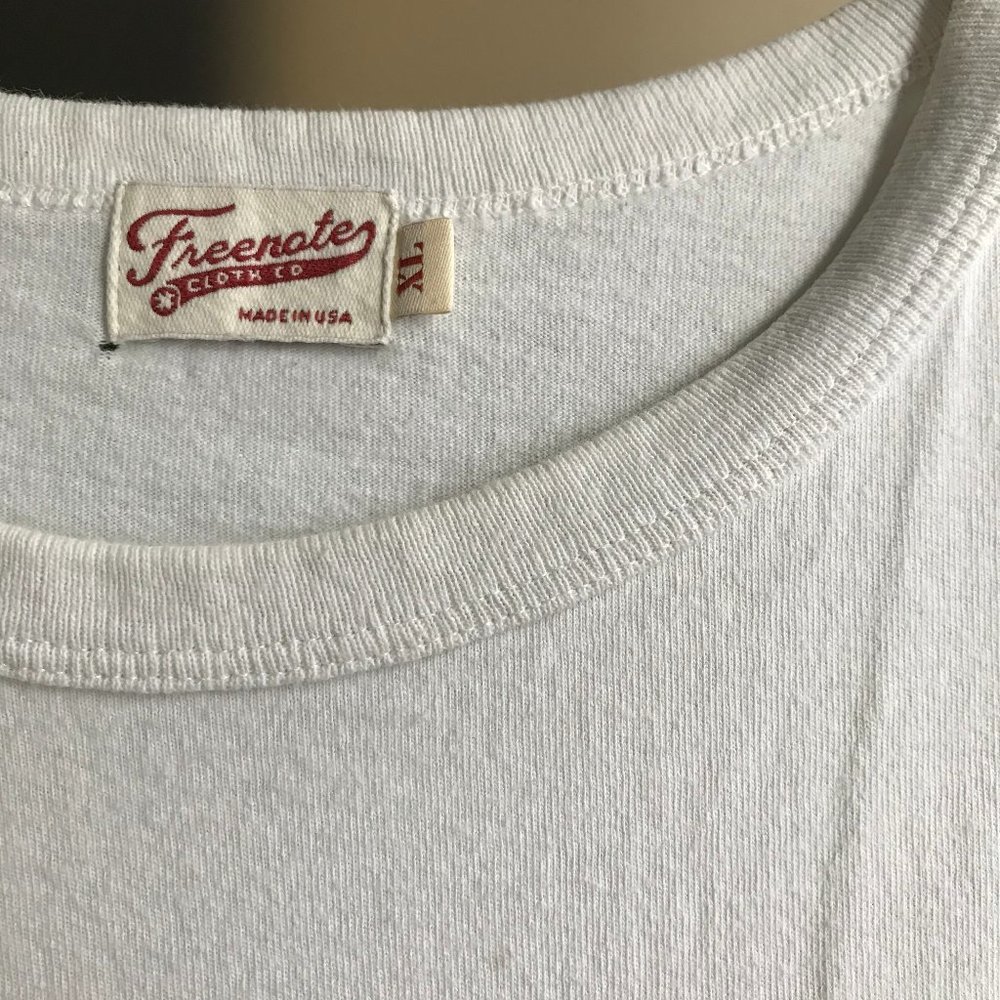 Freenote
CLOTH CO
MADE IN USA
XL